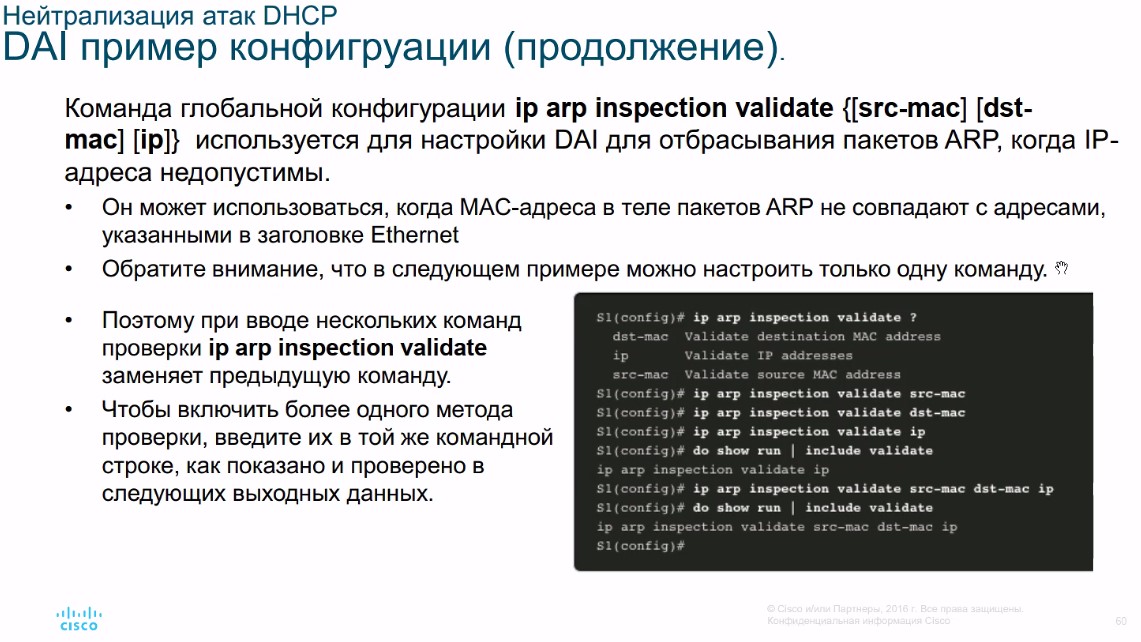 Нейтрализация атак DHCP
DAI пример конфигруации (продолжение).
Команда глобальной конфигурации ip arp inspection validate {[src-mac] [dst-
mac] [ip]} используется для настройки DAI для отбрасывания пакетов ARP, когда IP-
адреса недопустимы.
• Он может использоваться, когда MAC-адреса в теле пакетов ARP не совпадают с адресами,
указанными в заголовке Ethernet
• Обратите внимание, что в следующем примере можно настроить только одну команду.
• Поэтому при вводе нескольких команд
проверки ip arp inspection validate
заменяет предыдущую команду.
• Чтобы включить более одного метода
проверки, введите их в той же командной
строке, как показано и проверено в
следующих выходных данных.
S1(config)# ip arp inspection validate ?
dst-mac Validate destination MAC address
ip Validate IP addresses
src-mac Validate source MAC address
S1(config)# ip arp inspection validate src-mac
S1(config)# ip arp inspection validate dst-mac
S1(config)# ip arp inspection validate ip
S1(config)# do show run | include validate
ip arp inspection validate ip
S1(config)# ip arp inspection validate src-mac dst-mac ip
S1(config)# do show run | include validate
ip arp inspection validate src-mac dst-mac ip
S1(config)#
CISCO
© Cisco и/или Партнеры, 2016 г. Все права защищены.
Конфиденциальная информация Cisco
60